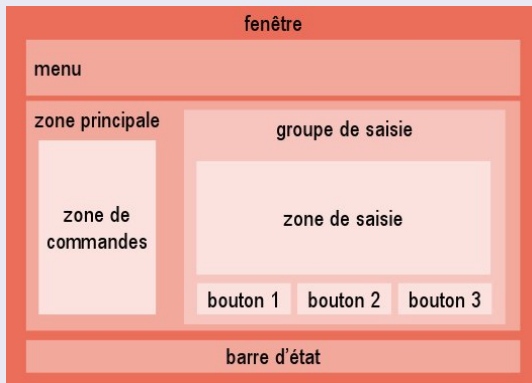 fenêtre
menu
zone principale
groupe de saisie
zone de
commandes
zone de saisie
bouton 1
bouton 2
bouton 3
barre d'état